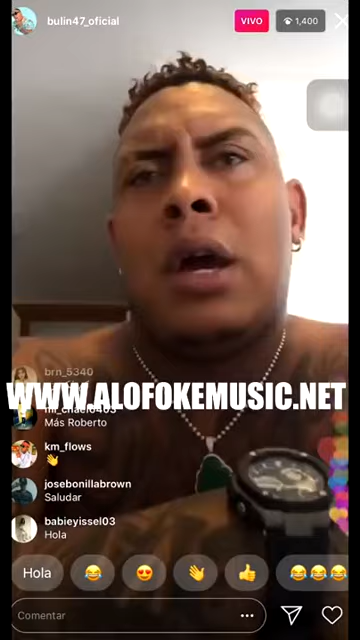 bulin47_oficial
VIVO
1,400
brn_5340
WWW.ALOFOKEMUSIC.NET
Más Roberto
km_flows
👋
josebonillabrown
Saludar
babieyissel03
Hola
Hola 😂 😍 👋 👍 😂😂😂
Comentar